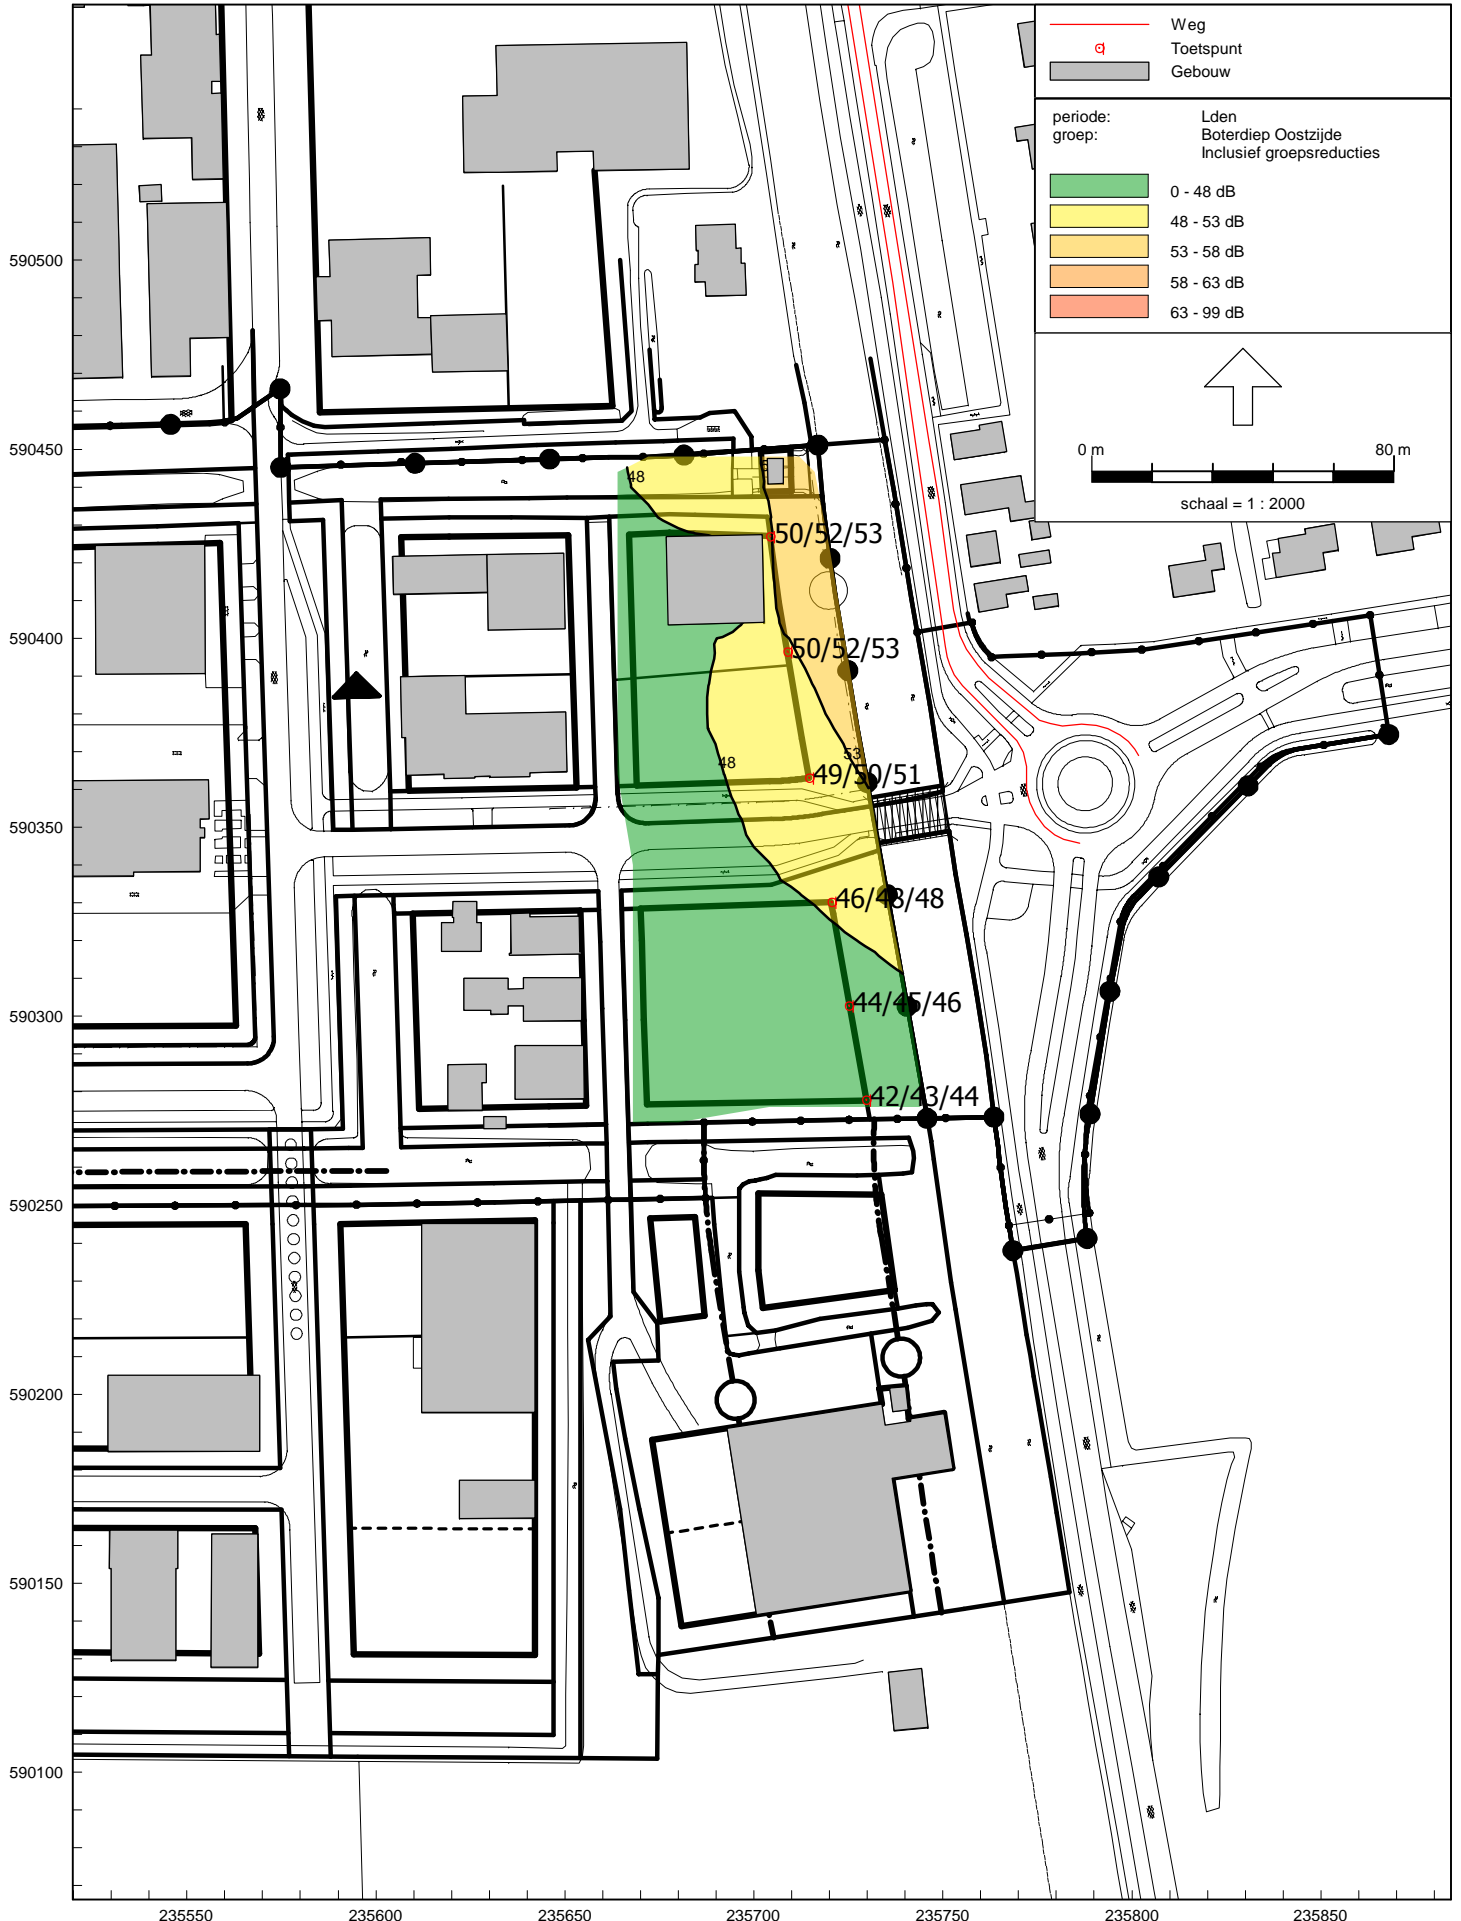 Weg
Toetspunt
Gebouw
periode: Lden
groep: Boterdiep Oostzijde
Inclusief groepsreducties
0 - 48 dB
48 - 53 dB
53 - 58 dB
58 - 63 dB
63 - 99 dB
0 m 80 m
schaal = 1 : 2000
590500
590450
48
50/52/53
590400
50/52/53
53
48
49/50/51
590350
46/48/48
590300
44/45/46
42/43/44
590250
590200
590150
590100
235550 235600 235650 235700 235750 235800 235850